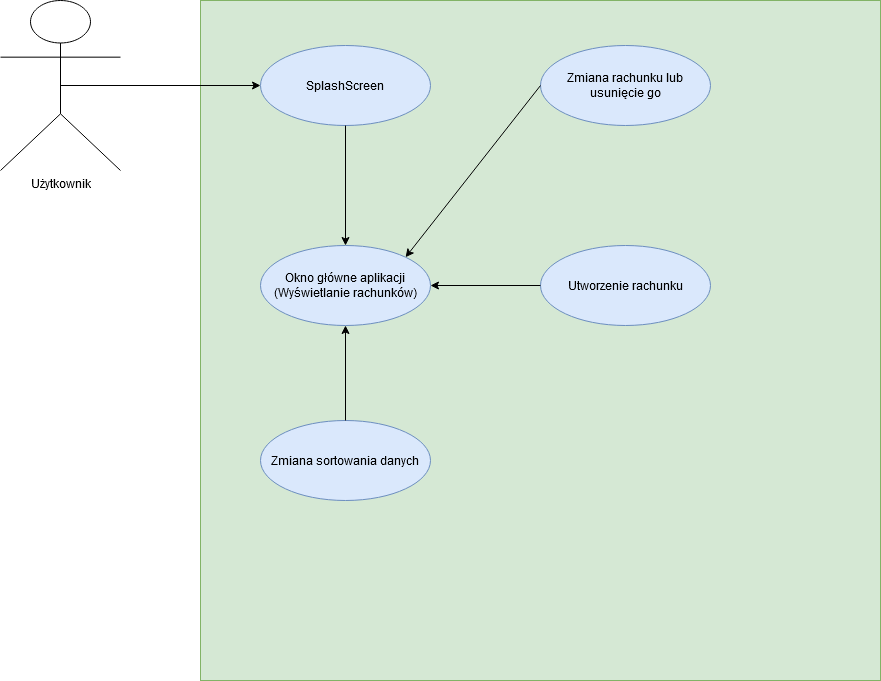 SplashScreen
Zmiana rachunku lub
usunięcie go
Użytkownik
Okno główne aplikacji
(Wyświetlanie rachunków)
Utworzenie rachunku
Zmiana sortowania danych